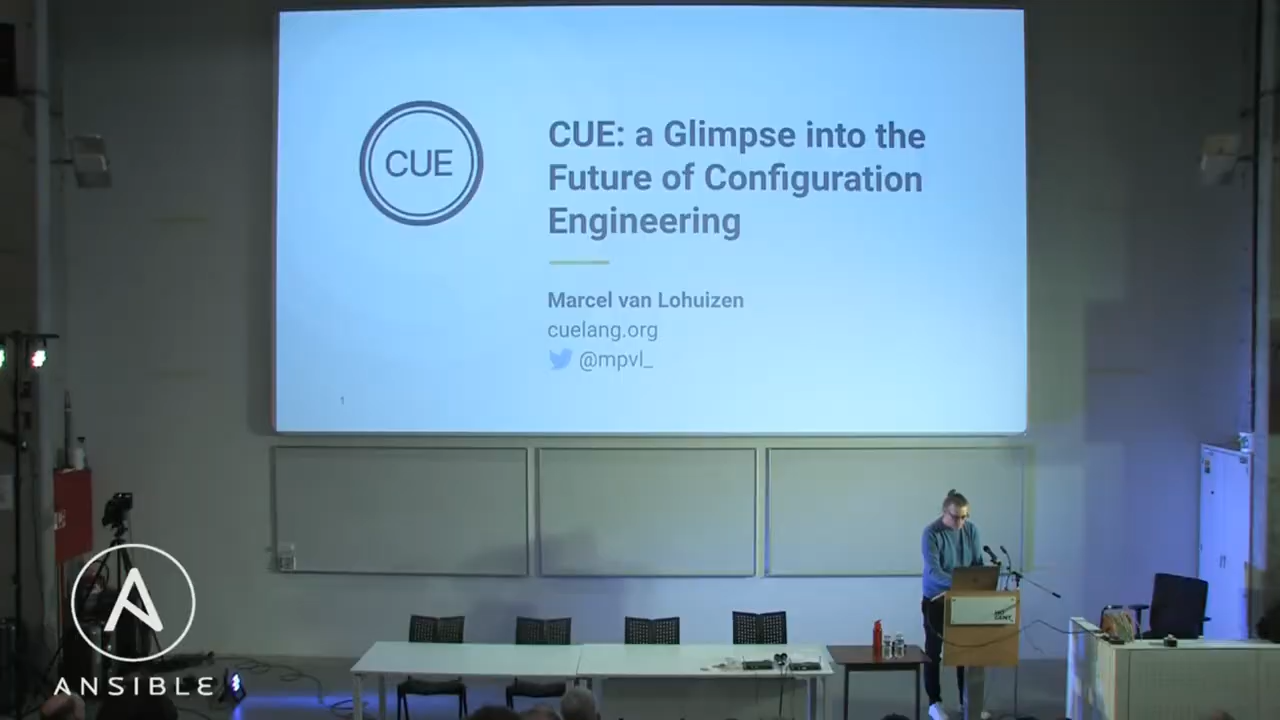 CUE
CUE: a Glimpse into the
Future of Configuration
Engineering
Marcel van Lohuizen
cuelang.org
@mpvl_
1
ANSIBLE